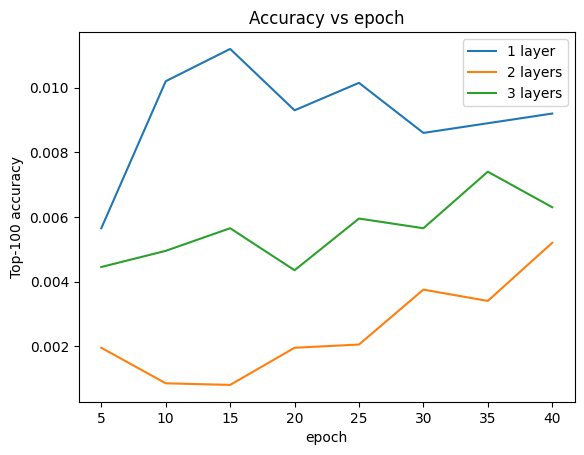 Accuracy vs epoch
1 layer
2 layers
3 layers
Top-100 accuracy
0.010
0.008
0.006
0.004
0.002
5 10 15 20 25 30 35 40
epoch